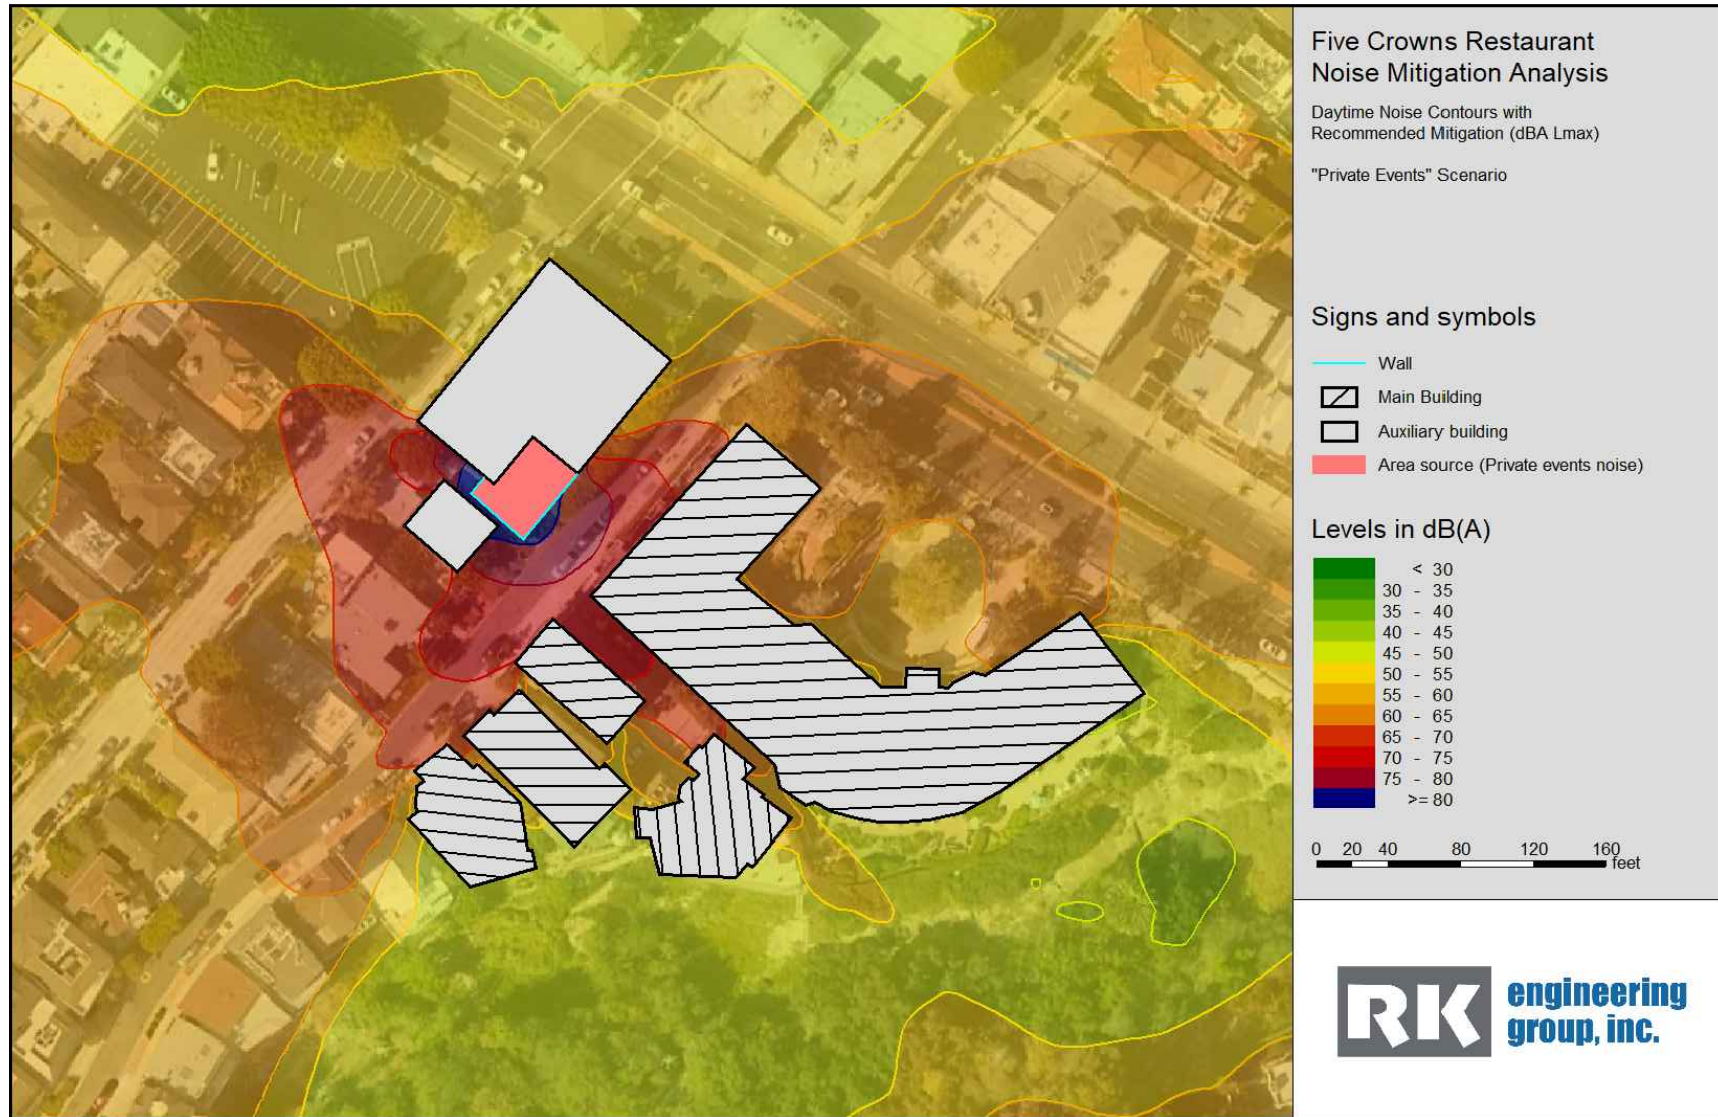 Five Crowns Restaurant
Noise Mitigation Analysis
Daytime Noise Contours with
Recommended Mitigation (dBA Lmax)
"Private Events" Scenario
Signs and symbols
Wall
Main Building
Auxiliary building
Area source (Private events noise)
Levels in dB(A)
< 30
30 - 35
35 - 40
40 - 45
45 - 50
50 - 55
55 - 60
60 - 65
65 - 70
70 - 75
75 - 80
>= 80
0 20 40 80 120 160
feet
RK engineering
group, inc.